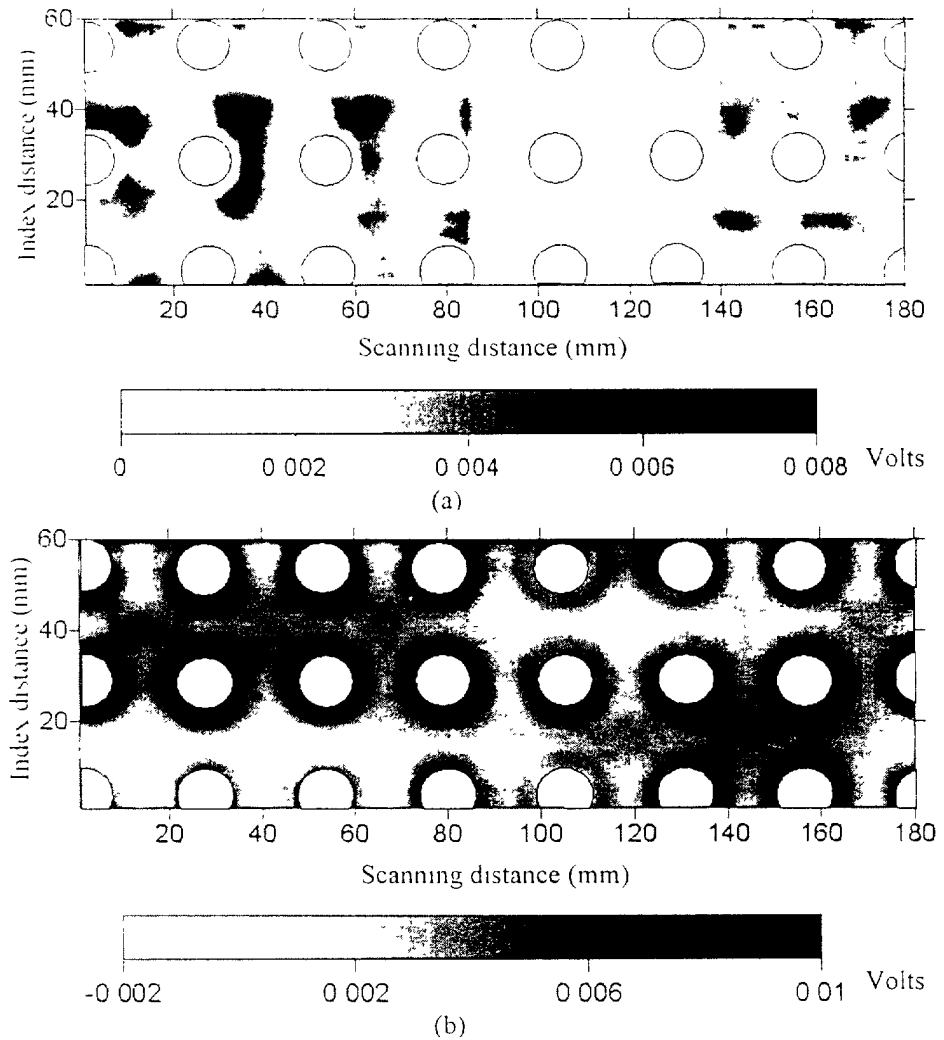 60
40
20
Index distance (mm)
20 40 60 80 100 120 140 160 180
Scanning distance (mm)
0 0 002 0 004 0 006 0 008 Volts
(a)
60
40
20
Index distance (mm)
20 40 60 80 100 120 140 160 180
Scanning distance (mm)
-0 002 0 002 0 006 0 01 Volts
(b)